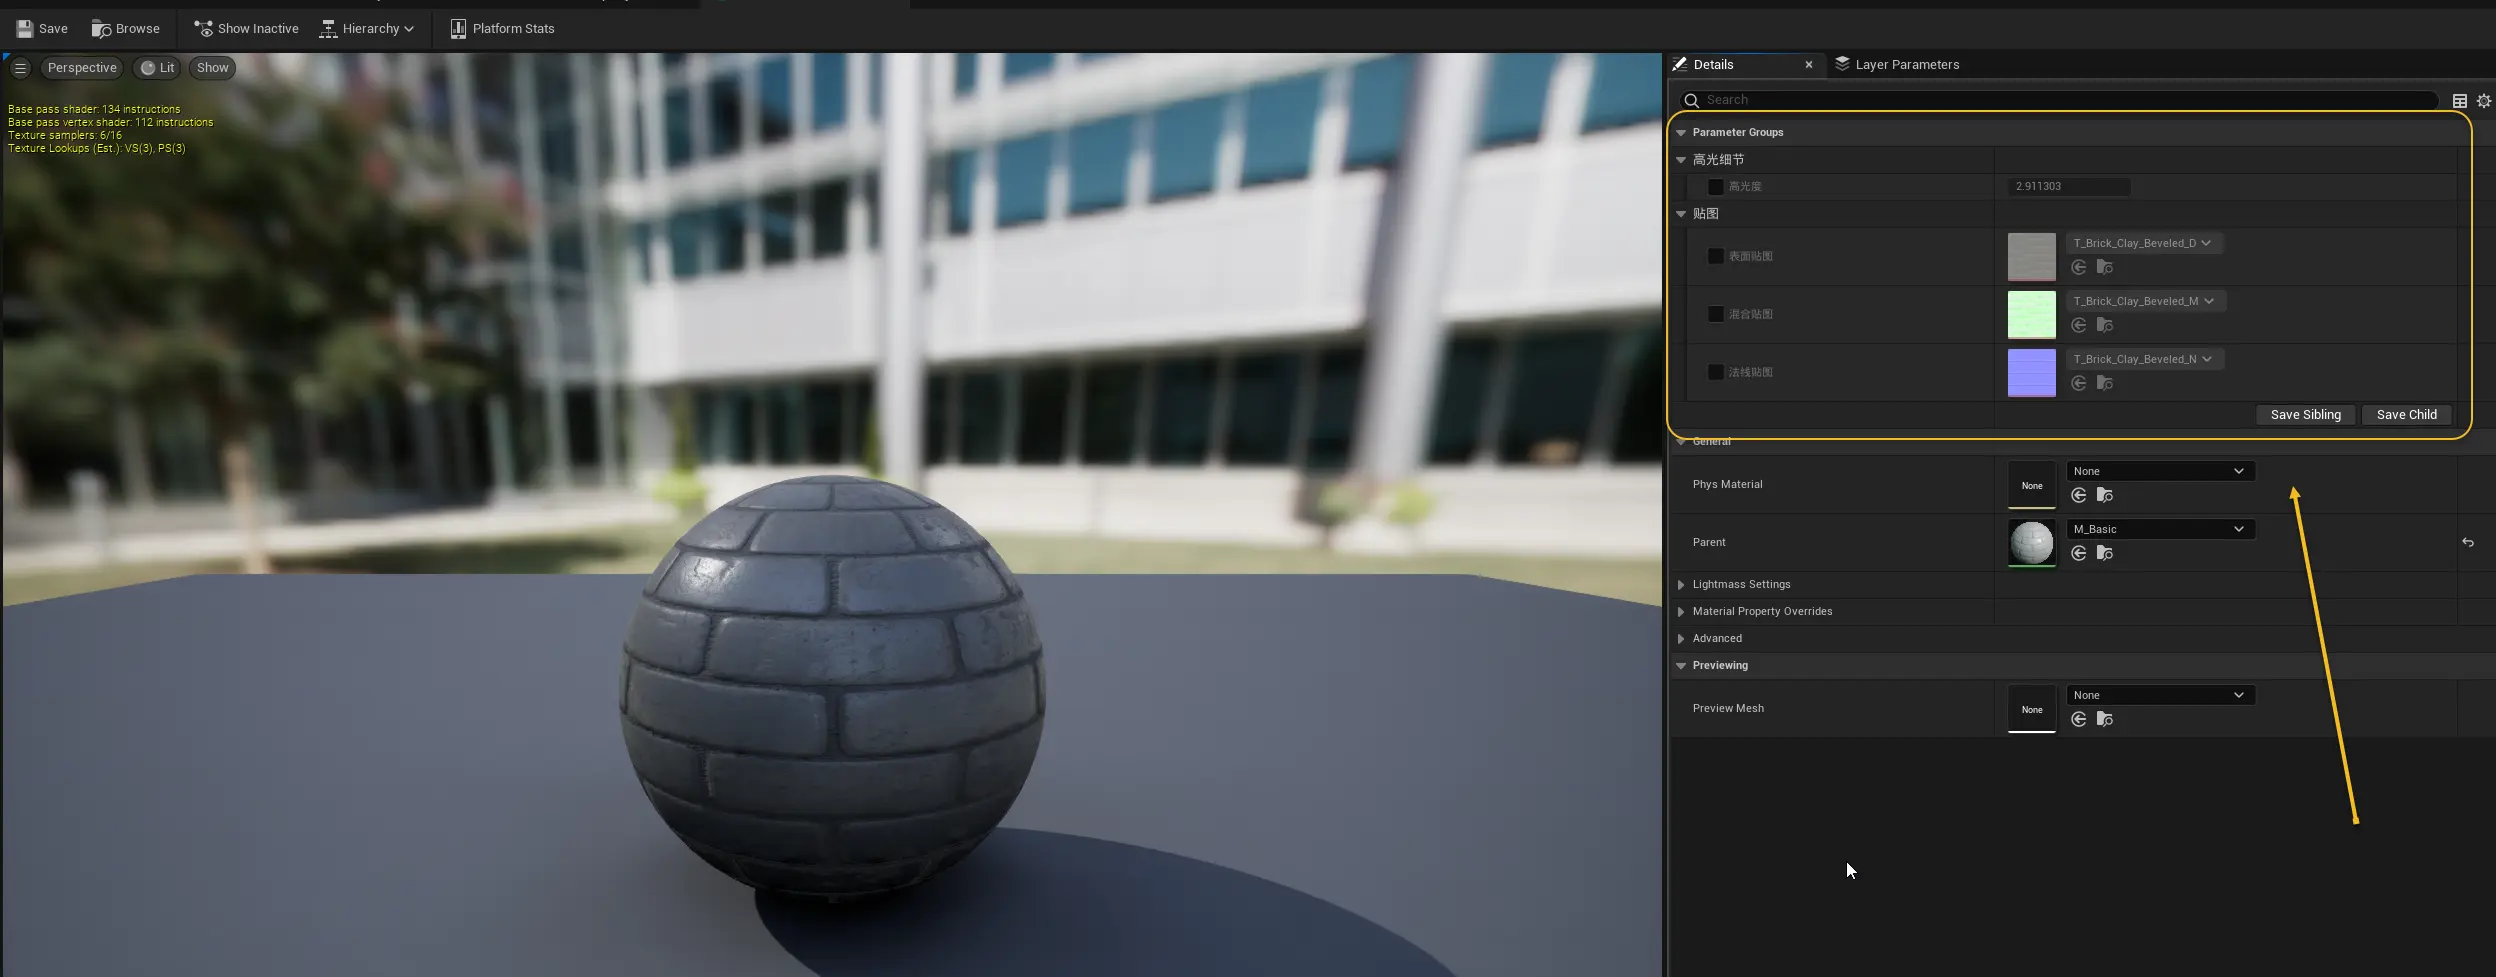 Save
Browse
Show Inactive
Hierarchy
Platform Stats
Perspective
Lit
Show
Base pass shader: 134 instructions
Base pass vertex shader: 112 instructions
Texture samplers: 6/16
Texture Lookups (Est.): VS(3), PS(3)
Details
Layer Parameters
Search
Parameter Groups
高光细节
高光度
2.911303
贴图
表面贴图
T_Brick_Clay_Beveled_D
混合贴图
T_Brick_Clay_Beveled_M
法线贴图
T_Brick_Clay_Beveled_N
Save Sibling
Save Child
General
Phys Material
None
None
Parent
M_Basic
Lightmass Settings
Material Property Overrides
Advanced
Previewing
Preview Mesh
None
None